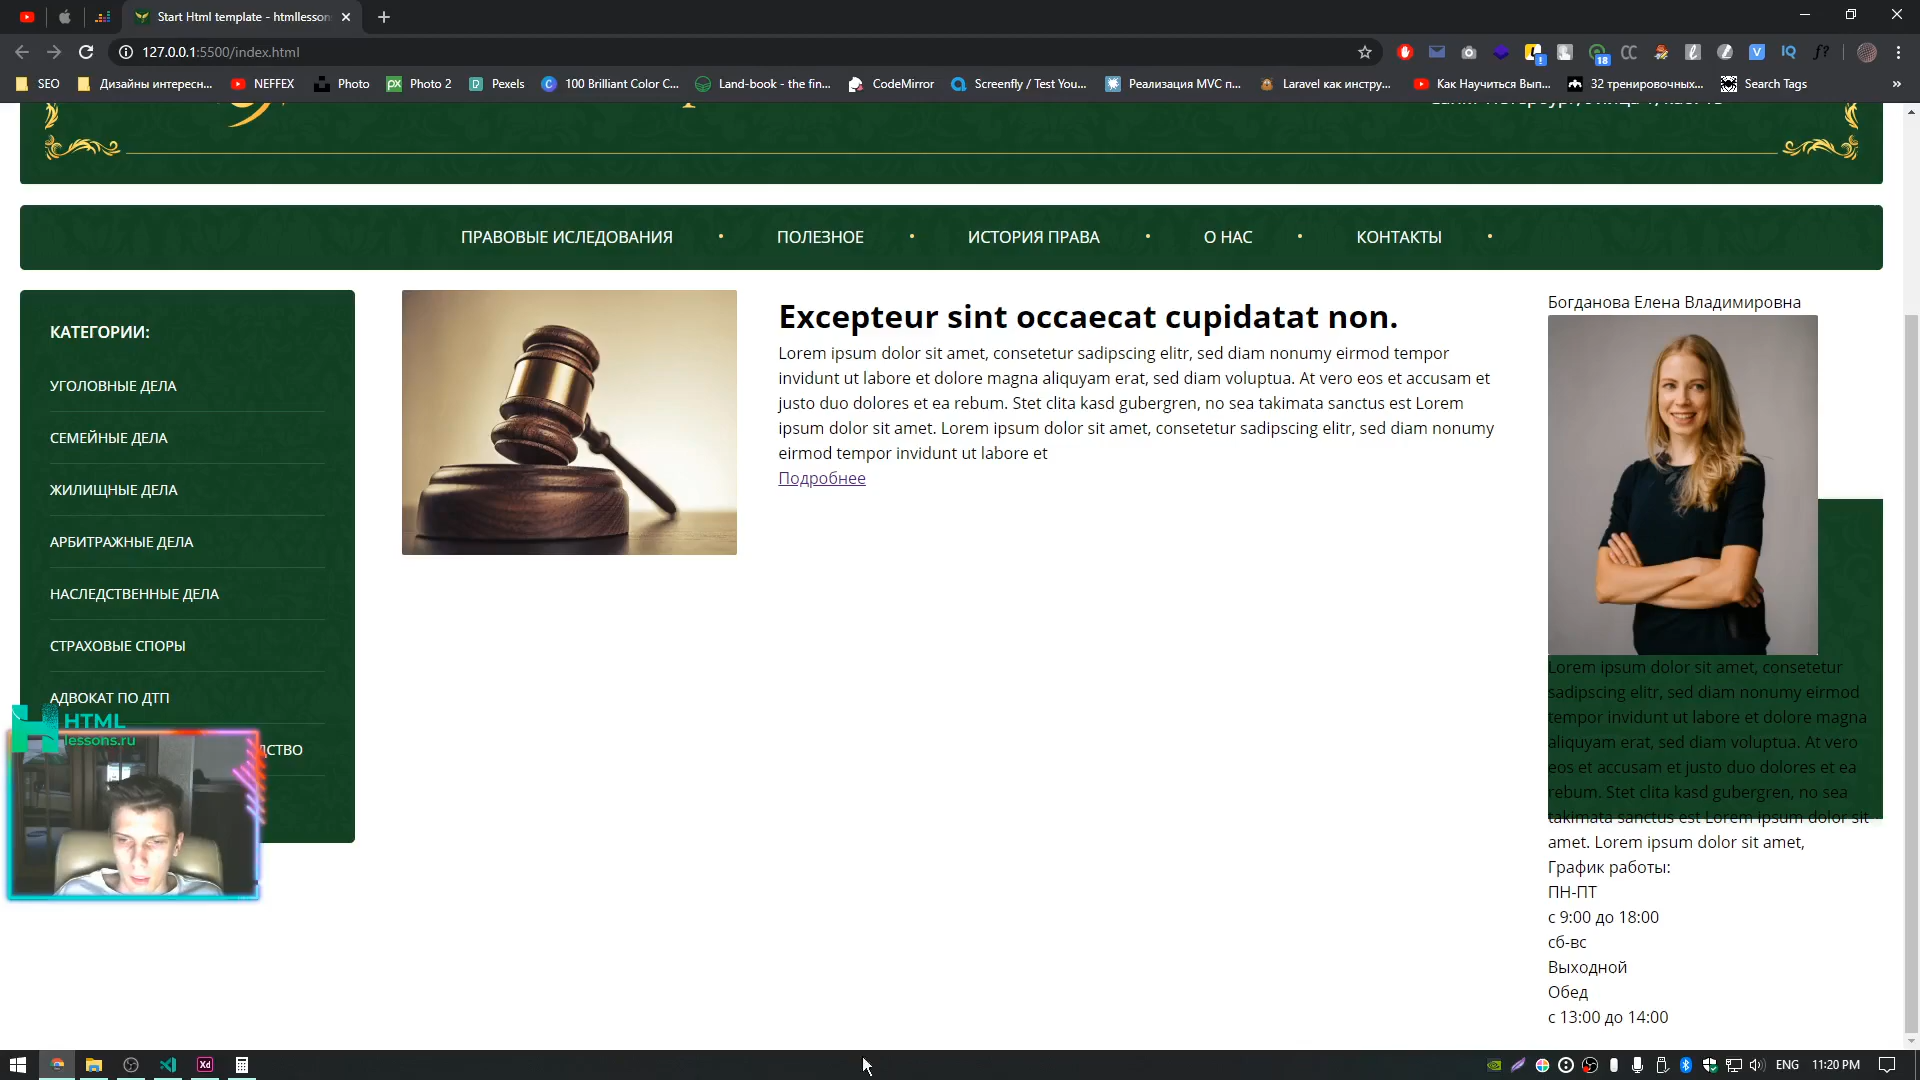 Start Html template - htmllesson
127.0.0.1:5500/index.html
SEO
Дизайны интересн...
NEFFEX
Photo
Photo 2
Pexels
100 Brilliant Color C...
Land-book - the fin...
CodeMirror
Screenfly / Test You...
Реализация MVC п...
Laravel как инстру...
Как Научиться Вып...
32 тренировочных...
Search Tags
»
ПРАВОВЫЕ ИСЛЕДОВАНИЯ • ПОЛЕЗНОЕ • ИСТОРИЯ ПРАВА • О НАС • КОНТАКТЫ •
КАТЕГОРИИ:
УГОЛОВНЫЕ ДЕЛА
СЕМЕЙНЫЕ ДЕЛА
ЖИЛИЩНЫЕ ДЕЛА
АРБИТРАЖНЫЕ ДЕЛА
НАСЛЕДСТВЕННЫЕ ДЕЛА
СТРАХОВЫЕ СПОРЫ
АДВОКАТ ПО ДТП
ДСТВО
HTML
lessons.ru
Excepteur sint occaecat cupidatat non.
Lorem ipsum dolor sit amet, consetetur sadipscing elitr, sed diam nonumy eirmod tempor
invidunt ut labore et dolore magna aliquyam erat, sed diam voluptua. At vero eos et accusam et
justo duo dolores et ea rebum. Stet clita kasd gubergren, no sea takimata sanctus est Lorem
ipsum dolor sit amet. Lorem ipsum dolor sit amet, consetetur sadipscing elitr, sed diam nonumy
eirmod tempor invidunt ut labore et
Подробнее
Богданова Елена Владимировна
Lorem ipsum dolor sit amet, consetetur
sadipscing elitr, sed diam nonumy eirmod
tempor invidunt ut labore et dolore magna
aliquyam erat, sed diam voluptua. At vero
eos et accusam et justo duo dolores et ea
rebum. Stet clita kasd gubergren, no sea
takimata sanctus est Lorem ipsum dolor sit
amet. Lorem ipsum dolor sit amet,
График работы:
ПН-ПТ
с 9:00 до 18:00
сб-вс
Выходной
Обед
с 13:00 до 14:00
Xd
ENG
11:20 PM